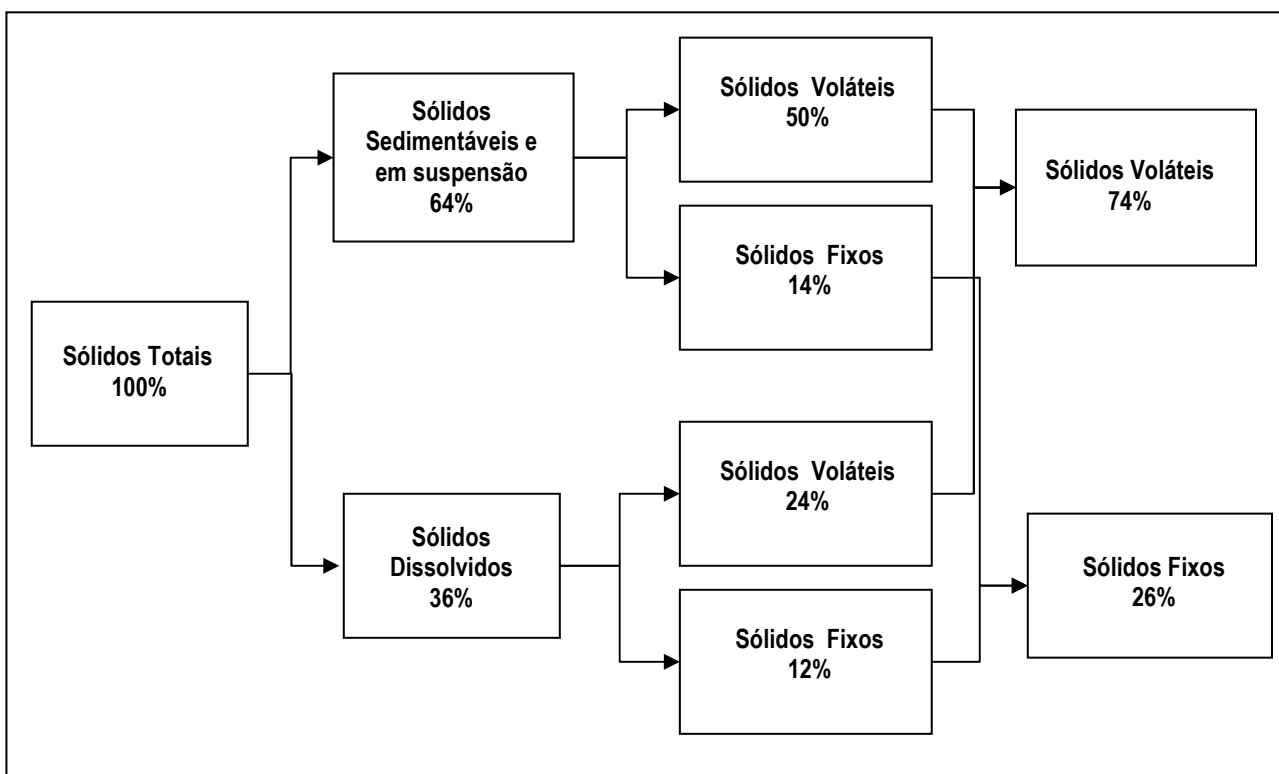 Sólidos Totais
100%
Sólidos
Sedimentáveis e
em suspensão
64%
Sólidos
Dissolvidos
36%
Sólidos Voláteis
50%
Sólidos Fixos
14%
Sólidos Voláteis
24%
Sólidos Fixos
12%
Sólidos Voláteis
74%
Sólidos Fixos
26%